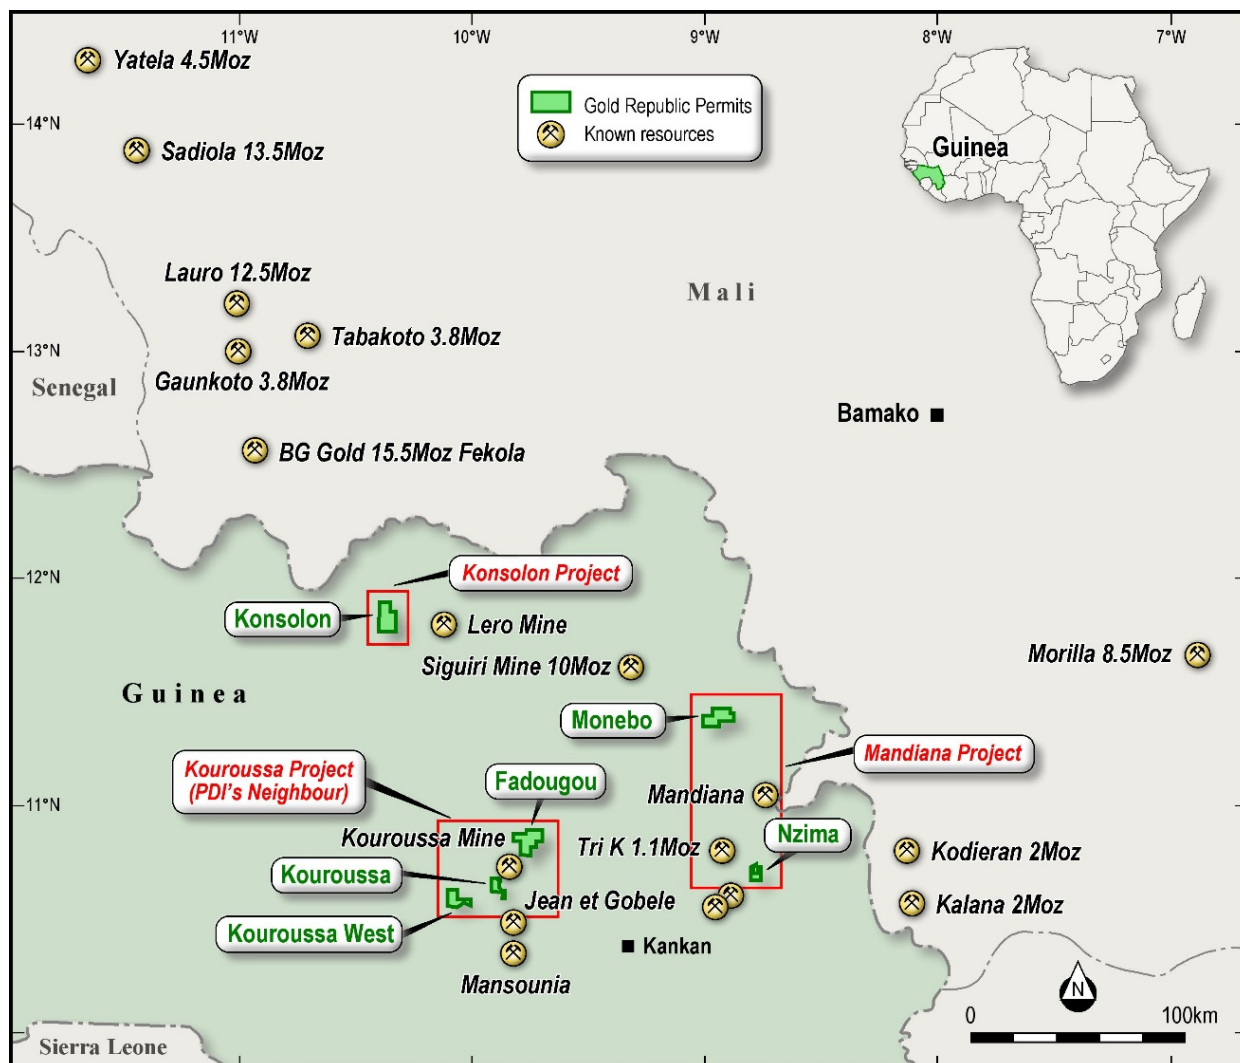 11°W
10°W
9°W
8°W
7°W
Yatela 4.5Moz
Gold Republic Permits
Known resources
14°N
Guinea
Sadiola 13.5Moz
Lauro 12.5Moz
Mali
Tabakoto 3.8Moz
13°N
Gaunkoto 3.8Moz
Senegal
Bamako
BG Gold 15.5Moz Fekola
12°N
Konsolon Project
Konsolon
Lero Mine
Siguiri Mine 10Moz
Morilla 8.5Moz
Guinea
Monebo
Kouroussa Project
(PDI's Neighbour)
Mandiana Project
Fadougou
Mandiana
11°N
Kouroussa Mine
Tri K 1.1Moz
Nzima
Kodieran 2Moz
Kouroussa
Jean et Gobele
Kalana 2Moz
Kouroussa West
Kankan
Mansounia
N
0
100km
Sierra Leone